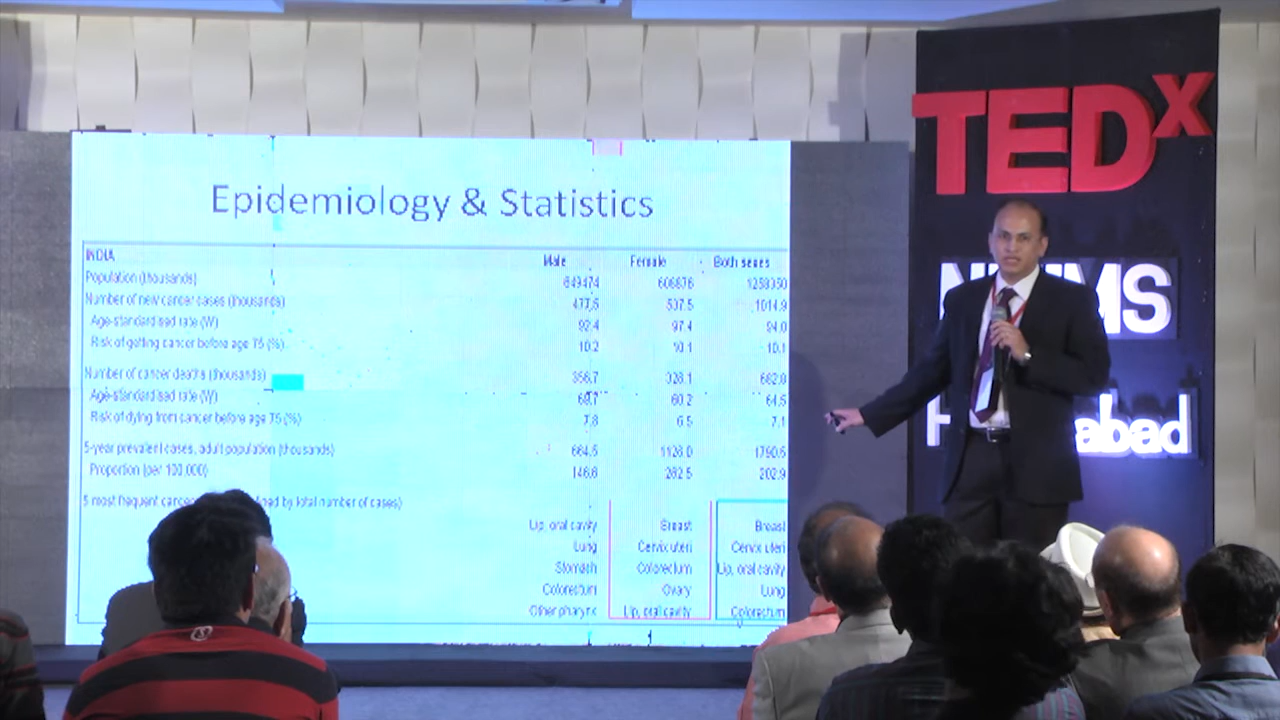 TEDx
Epidemiology & Statistics
INDIA Male Female Both sexes
Population (thousands) 649474 606876 1258350
Number of new cancer cases (thousands) 477.5 537.5 1014.9
Age-standardised rate (W) 92.4 97.4 94.0
Risk of getting cancer before age 75 (%) 10.2 10.1 10.1
Number of cancer deaths (thousands) 356.7 326.1 682.8
Age-standardised rate (W) 69.7 60.2 64.5
Risk of dying from cancer before age 75 (%) 7.8 6.5 7.1
5-year prevalent cases, adult population (thousands) 664.5 1126.0 1790.5
Proportion (per 100,000) 146.6 262.5 202.9
5 most frequent by total number of cases)
Lip, oral cavity Breast Breast
Lung Cervix uteri Cervix uteri
Stomach Colorectum Lip, oral cavity
Colorectum Ovary Lung
Other pharynx Lip, oral cavity Colorectum
MS
abad